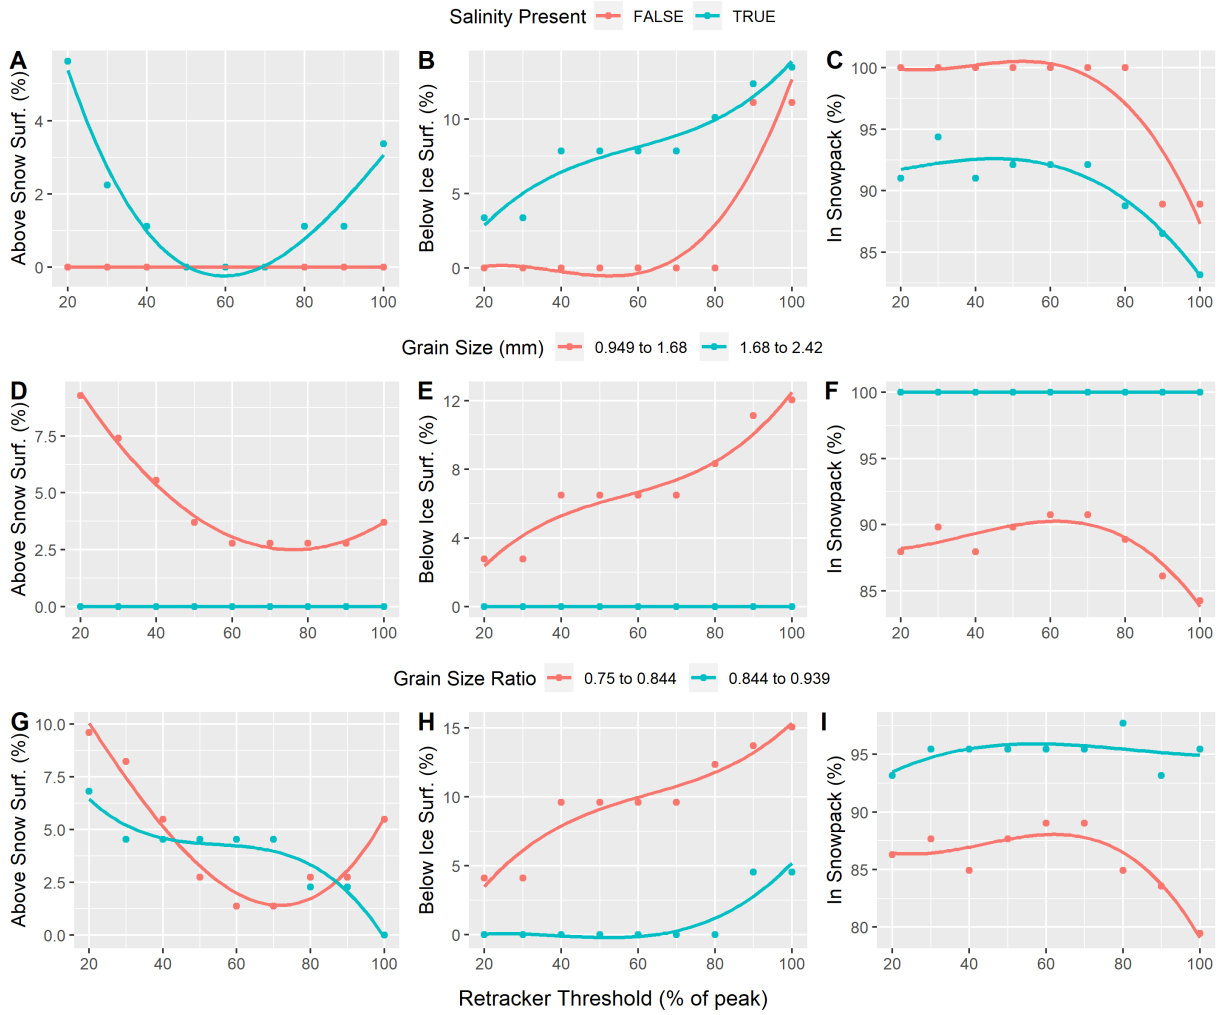 Salinity Present FALSE TRUE
A B C
Above Snow Surf. (%)
4
2
0
20 40 60 80 100
Below Ice Surf. (%)
10
5
0
20 40 60 80 100
In Snowpack (%)
100
95
90
85
20 40 60 80 100
Grain Size (mm) 0.949 to 1.68 1.68 to 2.42
D E F
Above Snow Surf. (%)
7.5
5.0
2.5
0.0
20 40 60 80 100
Below Ice Surf. (%)
12
8
4
0
20 40 60 80 100
In Snowpack (%)
100
95
90
85
20 40 60 80 100
Grain Size Ratio 0.75 to 0.844 0.844 to 0.939
G H I
Above Snow Surf. (%)
10.0
7.5
5.0
2.5
0.0
20 40 60 80 100
Below Ice Surf. (%)
15
10
5
0
20 40 60 80 100
In Snowpack (%)
95
90
85
80
20 40 60 80 100
Retracker Threshold (% of peak)